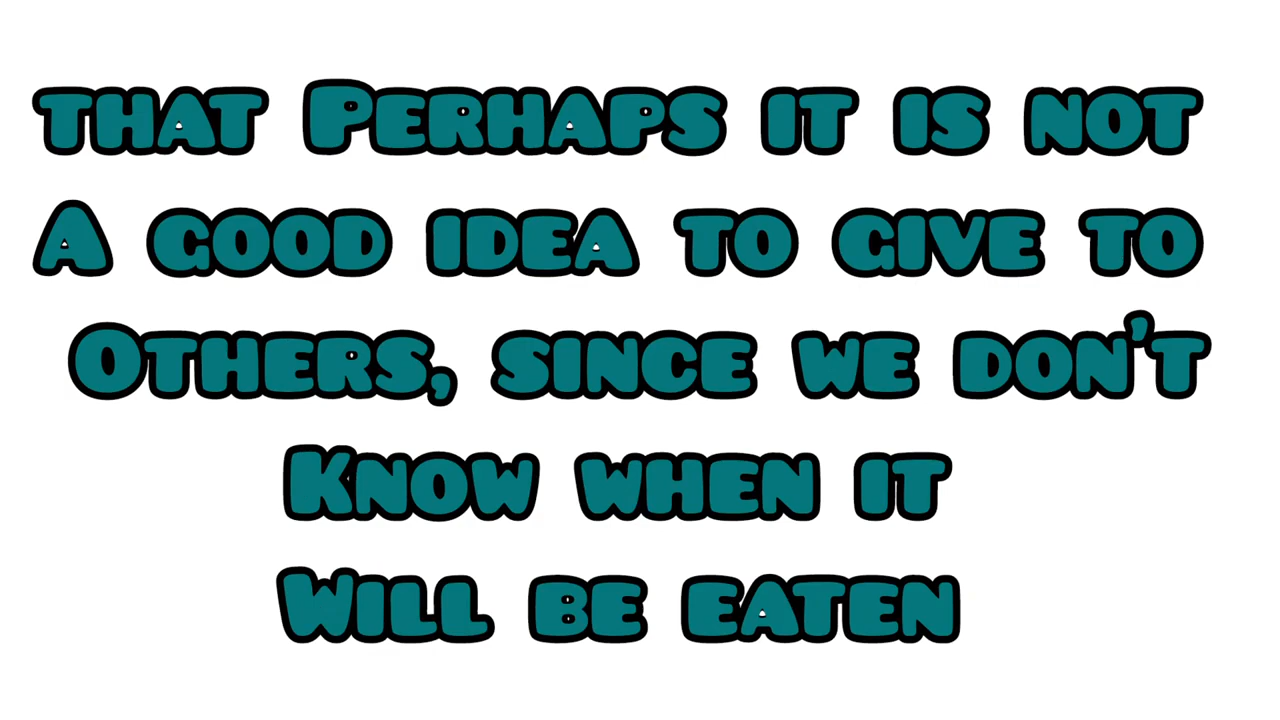 that Perhaps it is not
A good idea to give to
Others, since we don't
Know when it
Will be eaten